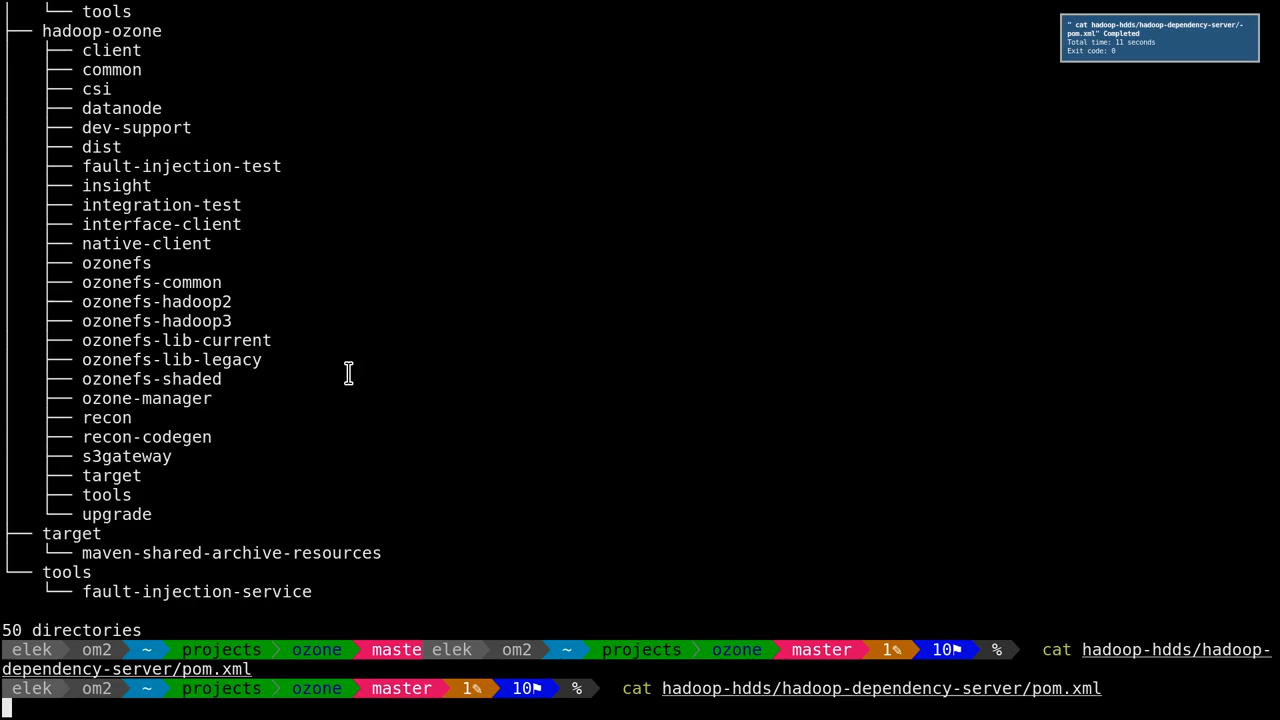 └── tools
├── hadoop-ozone
│   ├── client
│   ├── common
│   ├── csi
│   ├── datanode
│   ├── dev-support
│   ├── dist
│   ├── fault-injection-test
│   ├── insight
│   ├── integration-test
│   ├── interface-client
│   ├── native-client
│   ├── ozonefs
│   ├── ozonefs-common
│   ├── ozonefs-hadoop2
│   ├── ozonefs-hadoop3
│   ├── ozonefs-lib-current
│   ├── ozonefs-lib-legacy
│   ├── ozonefs-shaded
│   ├── ozone-manager
│   ├── recon
│   ├── recon-codegen
│   ├── s3gateway
│   ├── target
│   ├── tools
│   └── upgrade
├── target
│   └── maven-shared-archive-resources
└── tools
    └── fault-injection-service
50 directories
elek om2 ~ projects ozone maste elek om2 ~ projects ozone master 1✎ 10⚑ % cat hadoop-hdds/hadoop-
dependency-server/pom.xml
elek om2 ~ projects ozone master 1✎ 10⚑ % cat hadoop-hdds/hadoop-dependency-server/pom.xml
" cat hadoop-hdds/hadoop-dependency-server/-
pom.xml" Completed
Total time: 11 seconds
Exit code: 0